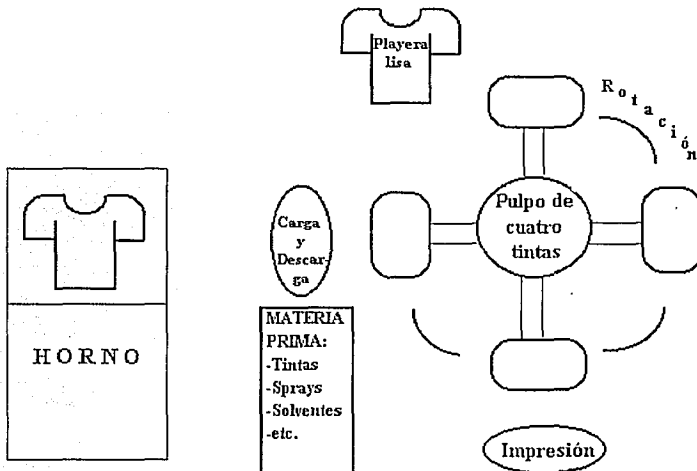 Playera
lisa
Rotación
Pulpo de
cuatro
tintas
Carga
y
Descar-
ga
MATERIA
PRIMA:
-Tintas
-Sprays
-Solventes
-etc.
HORNO
Impresión